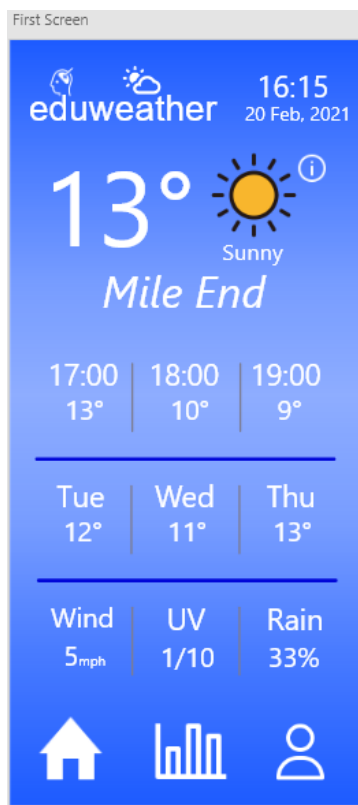 First Screen
eduweather
16:15
20 Feb, 2021
13°
i
Sunny
Mile End
17:00 18:00 19:00
13° 10° 9°
Tue Wed Thu
12° 11° 13°
Wind UV Rain
5mph 1/10 33%